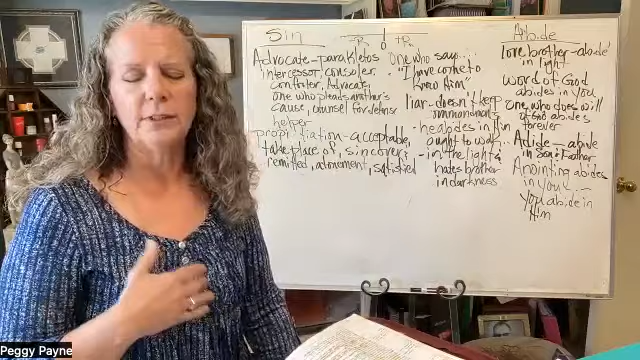 Sin
-R 0 +R
Advocate - parakletos
intercessor, consoler
comforter, Advocate,
one who pleads another's
cause, counsel for defense
helper
propitiation - acceptable,
take place of, sin cover,
remitted, atonement, satisfied
one who say...
"I have come to
know Him"
liar - doesn't keep
commandments
- he abides in Him
ought to walk..
- in the light &
hates brother
in darkness
Abide
love brother - abide
in light
word of God
abides in you
one who does will
of God abides
forever
Abide - abide
in Son & Father
Anointing abides
in you...
You abide in
Him
Peggy Payne